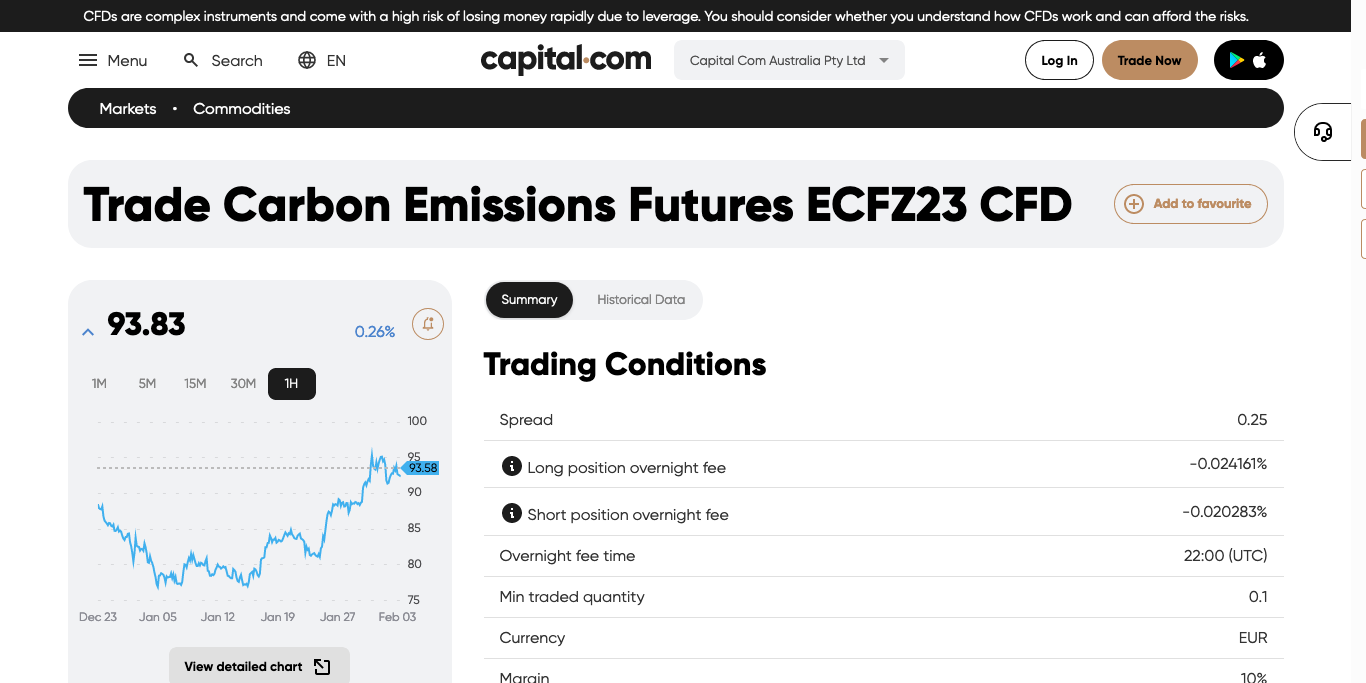 CFDs are complex instruments and come with a high risk of losing money rapidly due to leverage. You should consider whether you understand how CFDs work and can afford the risks.
Menu Search EN capital.com Capital Com Australia Pty Ltd Log In Trade Now
Markets • Commodities
Trade Carbon Emissions Futures ECFZ23 CFD Add to favourite
93.83 0.26%
1M 5M 15M 30M 1H
100
95
93.58
90
85
80
75
Dec 23 Jan 05 Jan 12 Jan 19 Jan 27 Feb 03
View detailed chart
Summary Historical Data
Trading Conditions
Spread 0.25
Long position overnight fee -0.024161%
Short position overnight fee -0.020283%
Overnight fee time 22:00 (UTC)
Min traded quantity 0.1
Currency EUR
Margin 10%